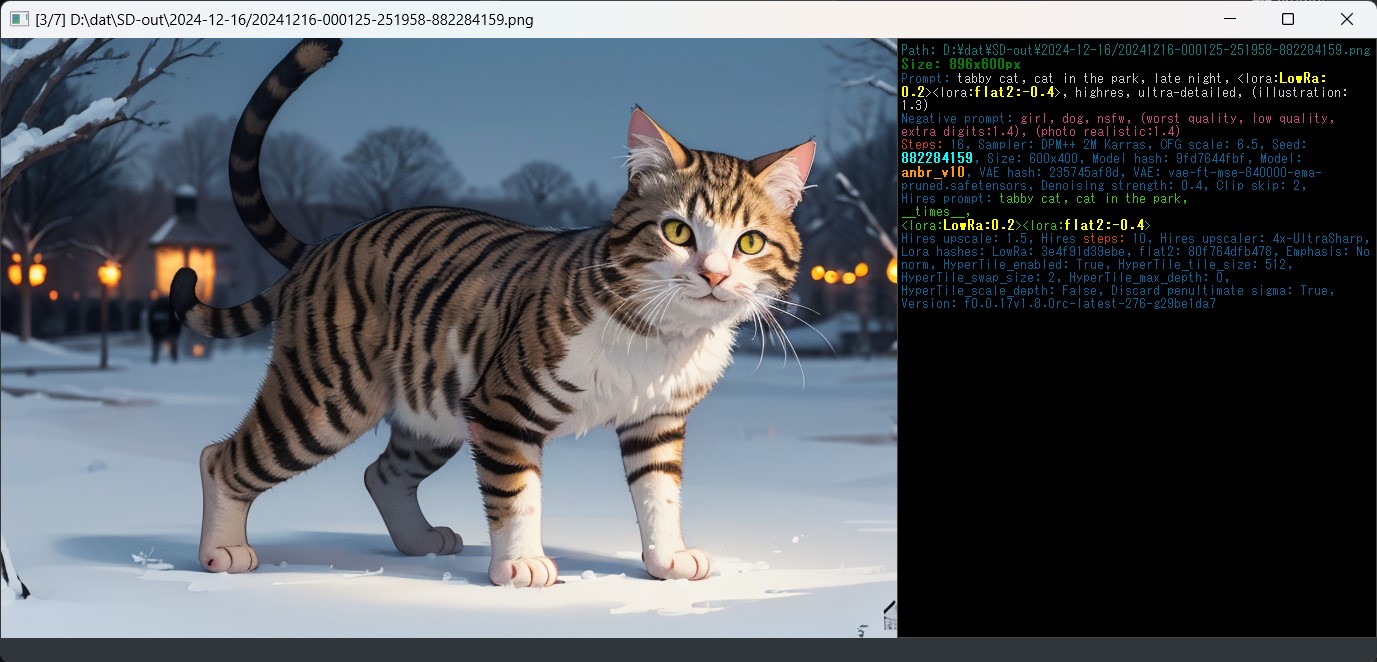 [3/7] D:\dat\SD-out\2024-12-16/20241216-000125-251958-882284159.png
Path: D:¥dat¥SD-out¥2024-12-16/20241216-000125-251958-882284159.png
Size: 896x600px
Prompt: tabby cat, cat in the park, late night, <lora:LowRa:
0.2><lora:flat2:-0.4>, highres, ultra-detailed, (illustration:
1.3)
Negative prompt: girl, dog, nsfw, (worst quality, low quality,
extra digits:1.4), (photo realistic:1.4)
Steps: 16, Sampler: DPM++ 2M Karras, CFG scale: 6.5, Seed:
882284159, Size: 600x400, Model hash: 9fd7644fbf, Model:
anbr_v10, VAE hash: 235745af8d, VAE: vae-ft-mse-840000-ema-
pruned.safetensors, Denoising strength: 0.4, Clip skip: 2,
Hires prompt: tabby cat, cat in the park,
__times__,
<lora:LowRa:0.2><lora:flat2:-0.4>
Hires upscale: 1.5, Hires steps: 10, Hires upscaler: 4x-UltraSharp,
Lora hashes: LowRa: 3e4f91d39ebe, flat2: 80f764dfb478, Emphasis: No
norm, HyperTile_enabled: True, HyperTile_tile_size: 512,
HyperTile_swap_size: 2, HyperTile_max_depth: 0,
HyperTile_scale_depth: False, Discard penultimate sigma: True,
Version: f0.0.17v1.8.0rc-latest-276-g29be1da7